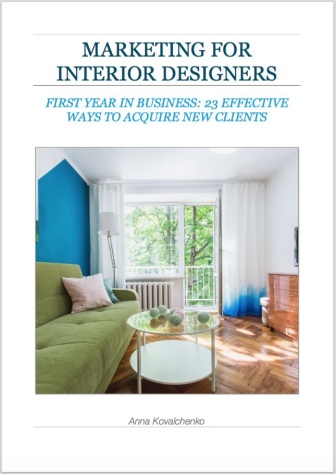 MARKETING FOR
INTERIOR DESIGNERS
FIRST YEAR IN BUSINESS: 23 EFFECTIVE
WAYS TO ACQUIRE NEW CLIENTS
Anna Kovalchenko